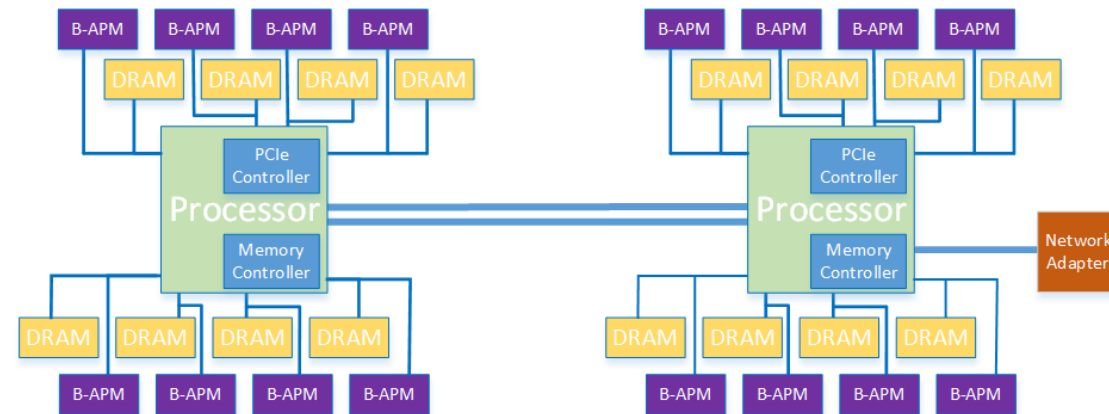 B-APM B-APM B-APM B-APM B-APM B-APM B-APM B-APM
DRAM DRAM DRAM DRAM DRAM DRAM DRAM DRAM
PCIe
Controller
PCIe
Controller
Processor
Processor
Memory
Controller
Memory
Controller
Network
Adapter
DRAM DRAM DRAM DRAM DRAM DRAM DRAM DRAM
B-APM B-APM B-APM B-APM B-APM B-APM B-APM B-APM